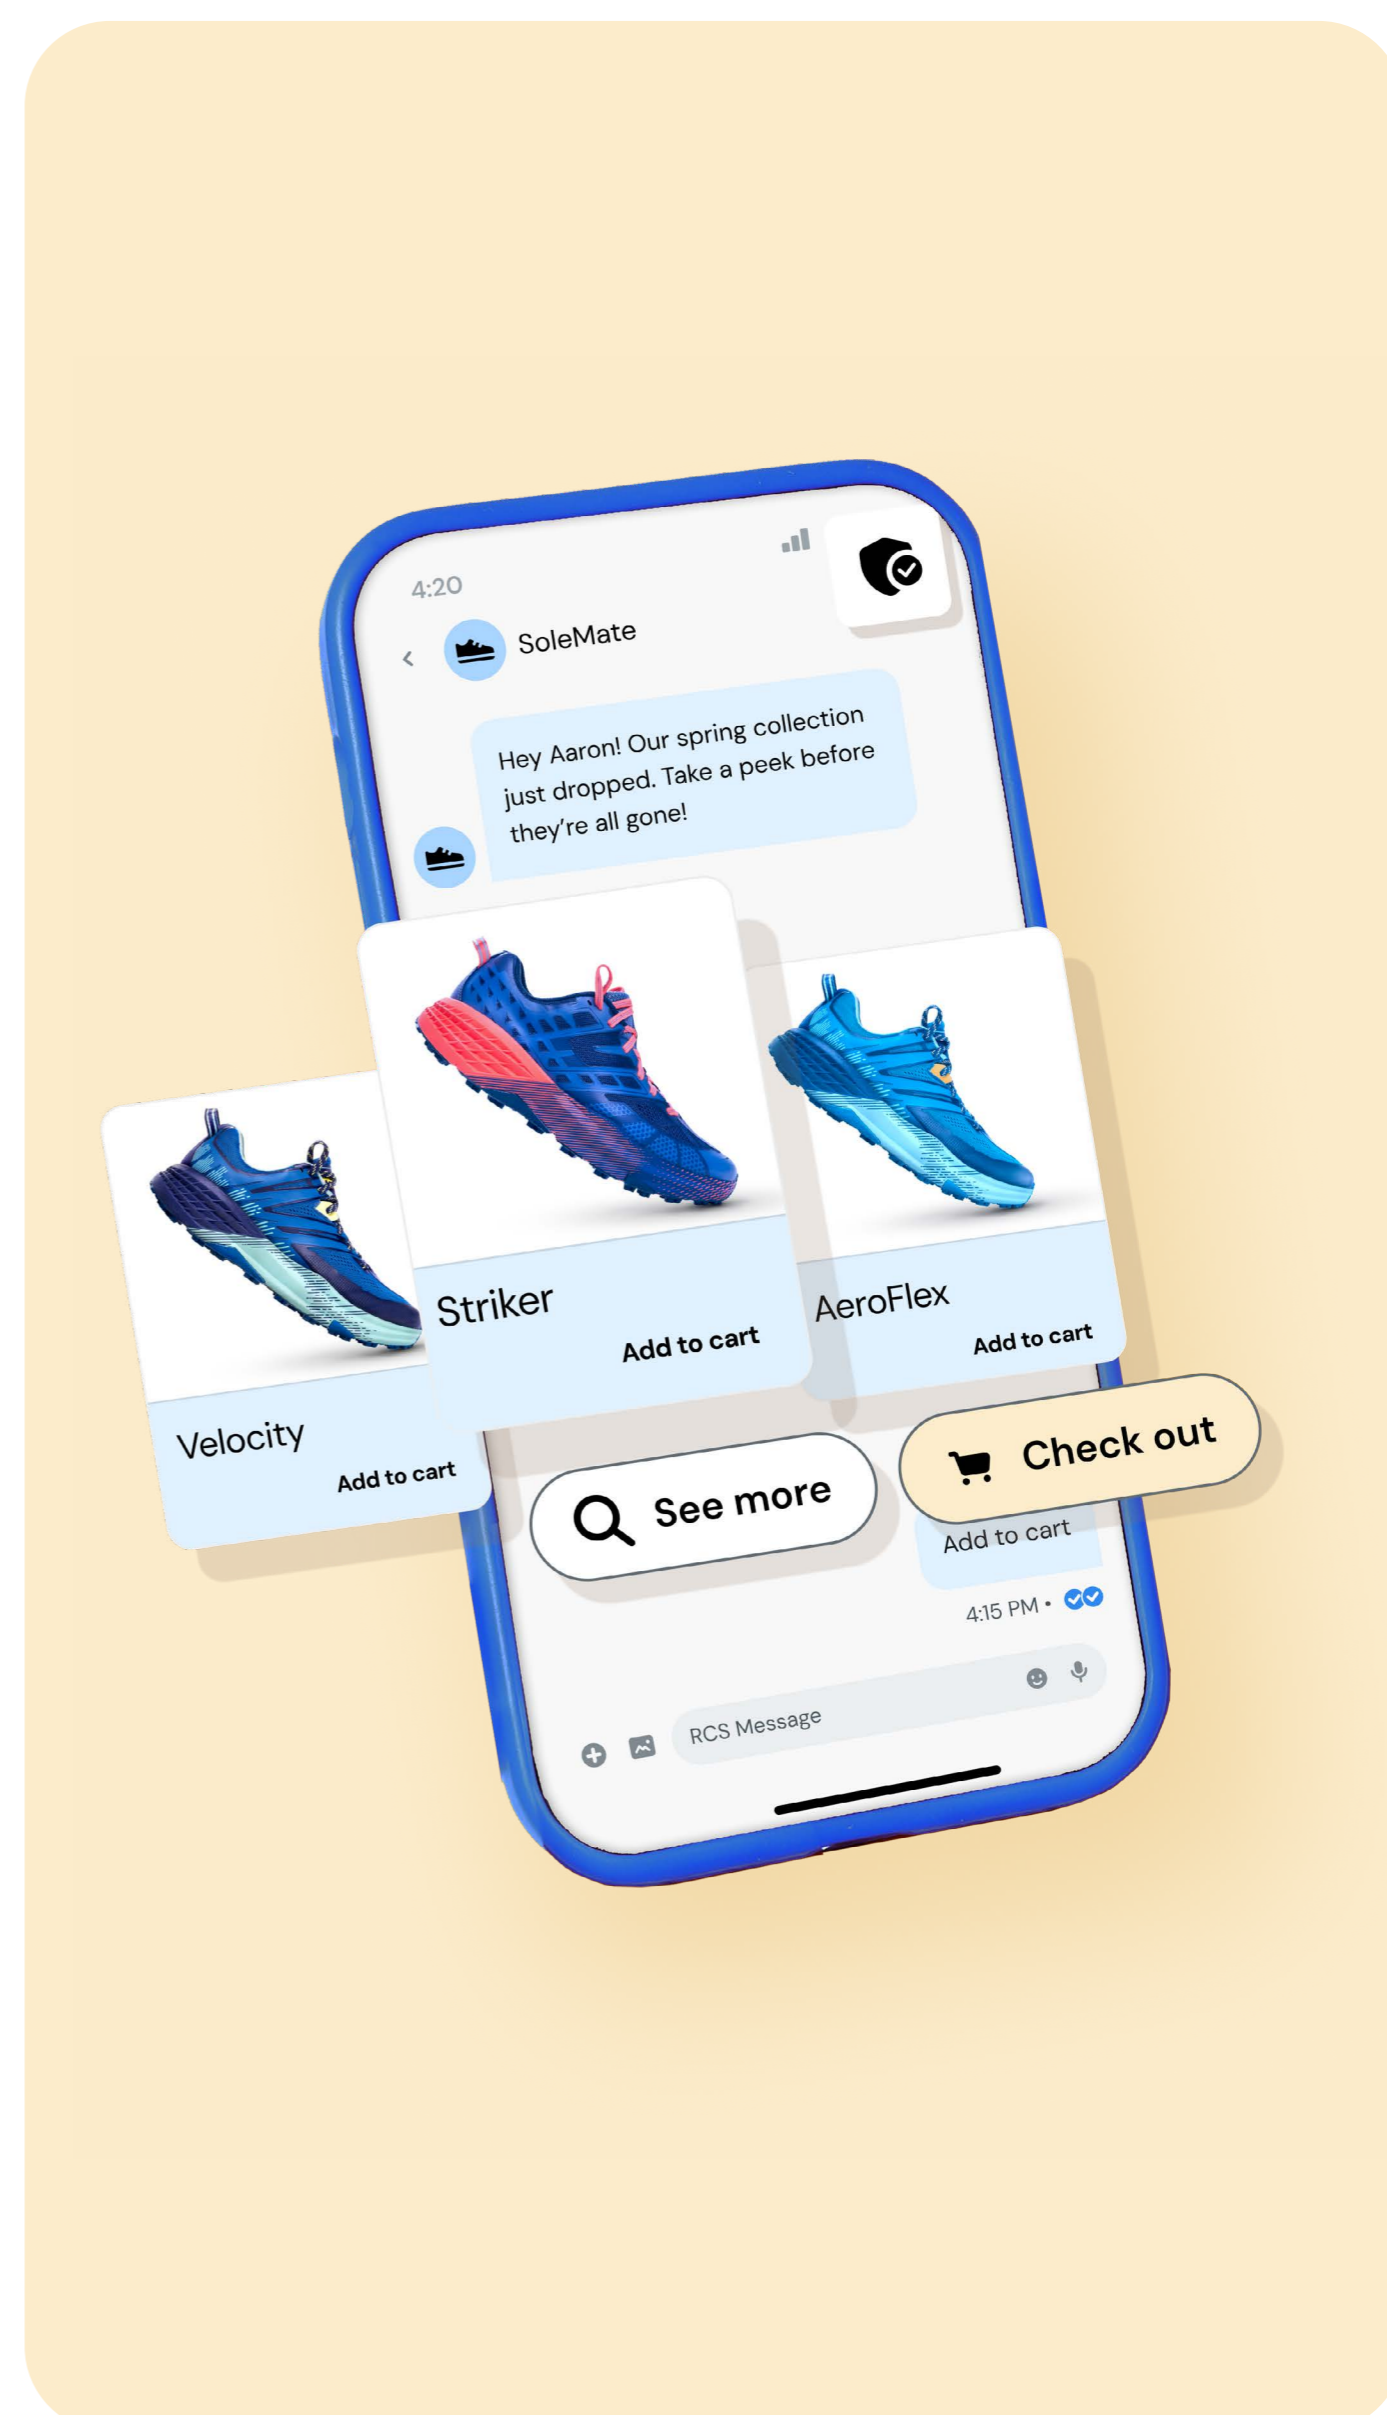 4:20
SoleMate
Hey Aaron! Our spring collection
just dropped. Take a peek before
they’re all gone!
Striker
Add to cart
AeroFlex
Add to cart
Velocity
Add to cart
See more
Check out
Add to cart
4:15 PM •
RCS Message